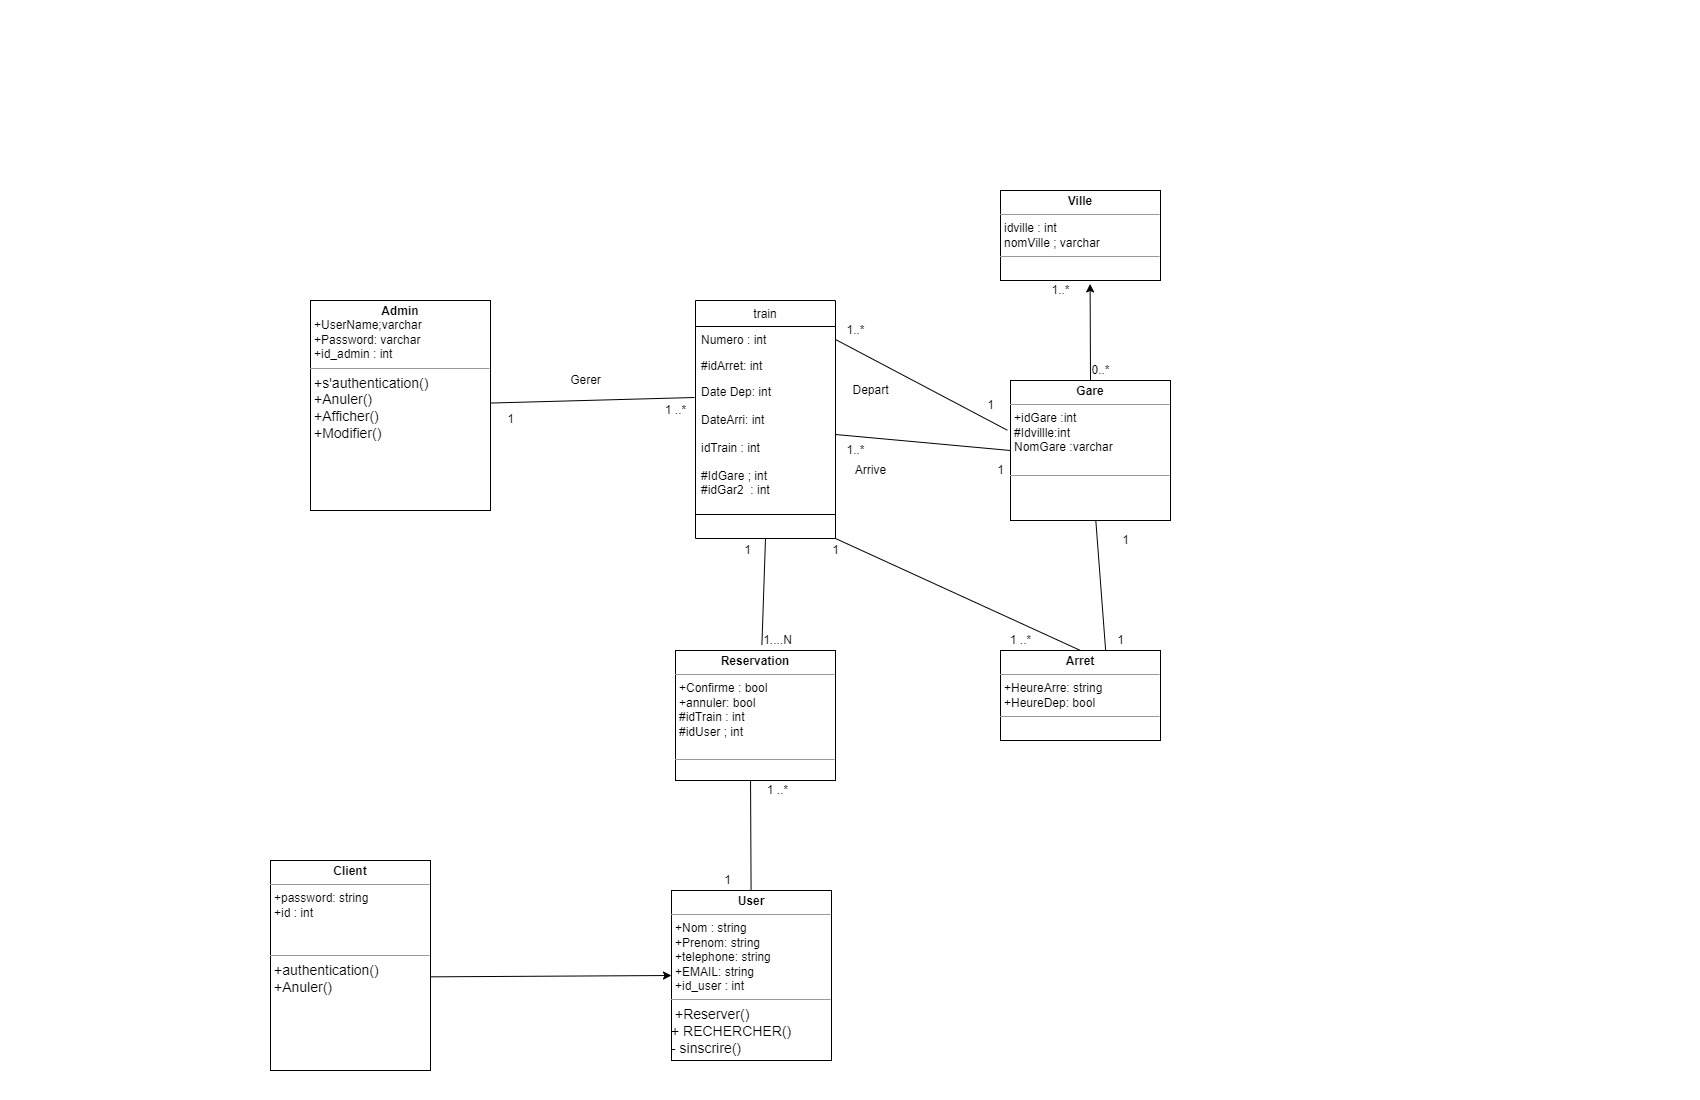 Ville
idville : int
nomVille ; varchar
1..*
0..*
Admin
+UserName;varchar
+Password: varchar
+id_admin : int
+s'authentication()
+Anuler()
+Afficher()
+Modifier()
Gerer
1
1 ..*
train
Numero : int
#idArret: int
Date Dep: int
DateArri: int
idTrain : int
#IdGare ; int
#idGar2 : int
1..*
Depart
1
1..*
Arrive
1
Gare
+idGare :int
#Idvillle:int
NomGare :varchar
1
1
1
1....N
1 ..*
1
Reservation
+Confirme : bool
+annuler: bool
#idTrain : int
#idUser ; int
Arret
+HeureArre: string
+HeureDep: bool
1 ..*
1
Client
+password: string
+id : int
+authentication()
+Anuler()
User
+Nom : string
+Prenom: string
+telephone: string
+EMAIL: string
+id_user : int
+Reserver()
+ RECHERCHER()
- sinscrire()